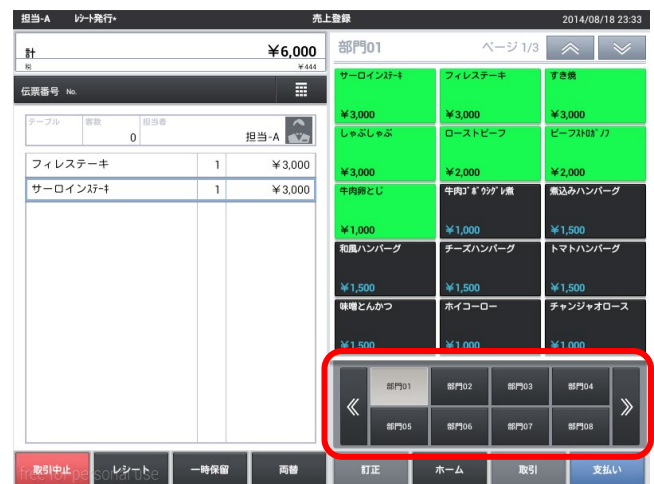 担当-A ﾚｼｰﾄ発行* 売上登録 2014/08/18 23:33
計 ¥6,000
税 ¥444
伝票番号 No.
テーブル 客数 担当者
0 担当-A
フィレステーキ 1 ¥3,000
サーロインｽﾃｰｷ 1 ¥3,000
部門01 ページ 1/3
サーロインｽﾃｰｷ フィレステーキ すき焼
¥3,000 ¥3,000 ¥3,000
しゃぶしゃぶ ローストビーフ ビーフｽﾄﾛｶﾞﾉﾌ
¥3,000 ¥2,000 ¥2,000
牛肉卵とじ 牛肉ｺﾞﾎﾞｳｼｸﾞﾚ煮 煮込みハンバーグ
¥1,000 ¥1,000 ¥1,500
和風ハンバーグ チーズハンバーグ トマトハンバーグ
¥1,500 ¥1,500 ¥1,500
味噌とんかつ ホイコーロー チャンジャオロース
¥1,500 ¥1,000 ¥1,000
部門01 部門02 部門03 部門04
部門05 部門06 部門07 部門08
取引中止 レシート 一時保留 両替 訂正 ホーム 取引 支払い
free for personal use